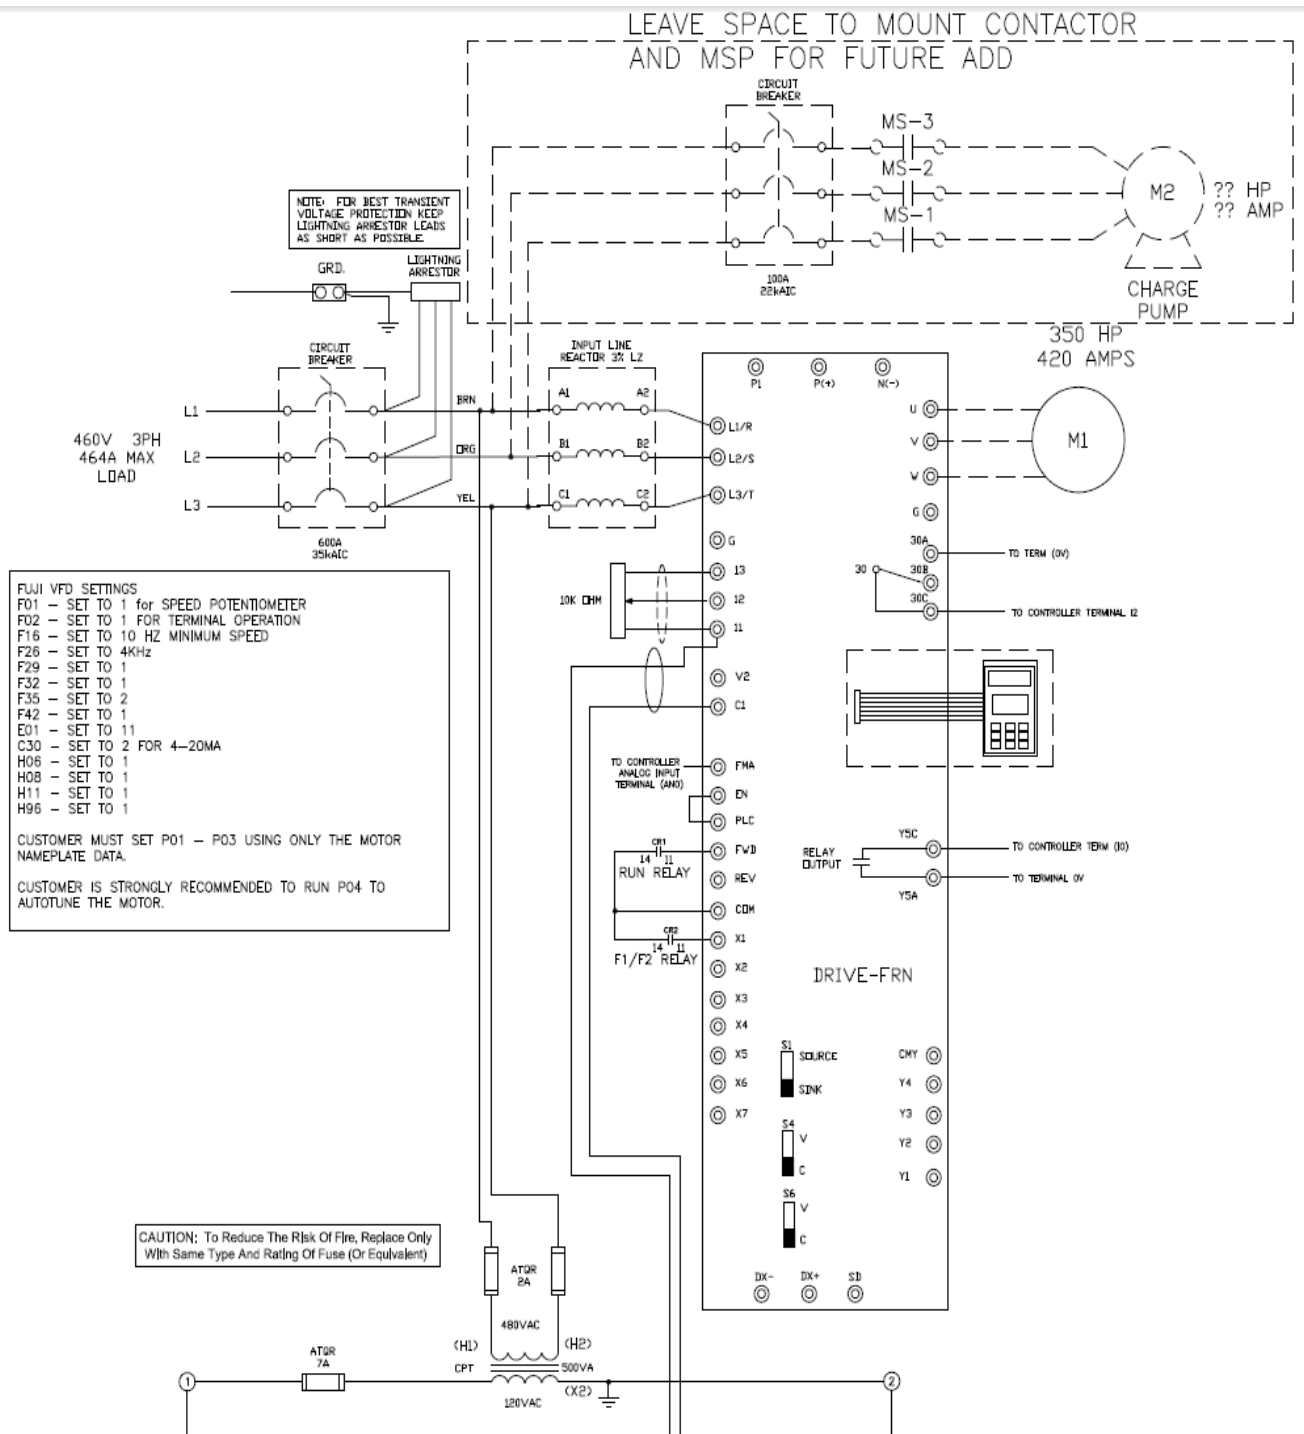 LEAVE SPACE TO MOUNT CONTACTOR
AND MSP FOR FUTURE ADD
CIRCUIT
BREAKER
MS-3
MS-2
MS-1
M2
?? HP
?? AMP
100A
22kAIC
CHARGE
PUMP
NOTE: FOR BEST TRANSIENT
VOLTAGE PROTECTION KEEP
LIGHTNING ARRESTOR LEADS
AS SHORT AS POSSIBLE
GRD.
LIGHTNING
ARRESTOR
350 HP
420 AMPS
M1
CIRCUIT
BREAKER
460V 3PH
464A MAX
LOAD
L1
L2
L3
600A
35kAIC
BRN
ORG
YEL
INPUT LINE
REACTOR 3% LZ
A1 A2
B1 B2
C1 C2
P1 P(+) N(-)
L1/R
L2/S
L3/T
G
13
12
11
10K OHM
V2
C1
U
V
W
G
30A
30 30B
30C
TO TERM (0V)
TO CONTROLLER TERMINAL I2
FUJI VFD SETTINGS
F01 - SET TO 1 for SPEED POTENTIOMETER
F02 - SET TO 1 FOR TERMINAL OPERATION
F16 - SET TO 10 HZ MINIMUM SPEED
F26 - SET TO 4KHz
F29 - SET TO 1
F32 - SET TO 1
F35 - SET TO 2
F42 - SET TO 1
E01 - SET TO 11
C30 - SET TO 2 FOR 4-20MA
H06 - SET TO 1
H08 - SET TO 1
H11 - SET TO 1
H96 - SET TO 1
CUSTOMER MUST SET P01 - P03 USING ONLY THE MOTOR
NAMEPLATE DATA.
CUSTOMER IS STRONGLY RECOMMENDED TO RUN P04 TO
AUTOTUNE THE MOTOR.
TO CONTROLLER
ANALOG INPUT
TERMINAL (AN0)
FMA
EN
PLC
CR1
14 11
RUN RELAY
FWD
REV
COM
CR2
14 11
F1/F2 RELAY
X1
X2
X3
X4
X5
X6
X7
RELAY
OUTPUT
Y5C
Y5A
TO CONTROLLER TERM (I0)
TO TERMINAL 0V
DRIVE-FRN
S1
SOURCE
SINK
S4
V
C
S6
V
C
CMY
Y4
Y3
Y2
Y1
DX- DX+ SD
CAUTION: To Reduce The Risk Of Fire, Replace Only
With Same Type And Rating Of Fuse (Or Equivalent)
ATQR
2A
480VAC
(H1) (H2)
CPT 500VA
(X2)
120VAC
ATQR
7A
1
2